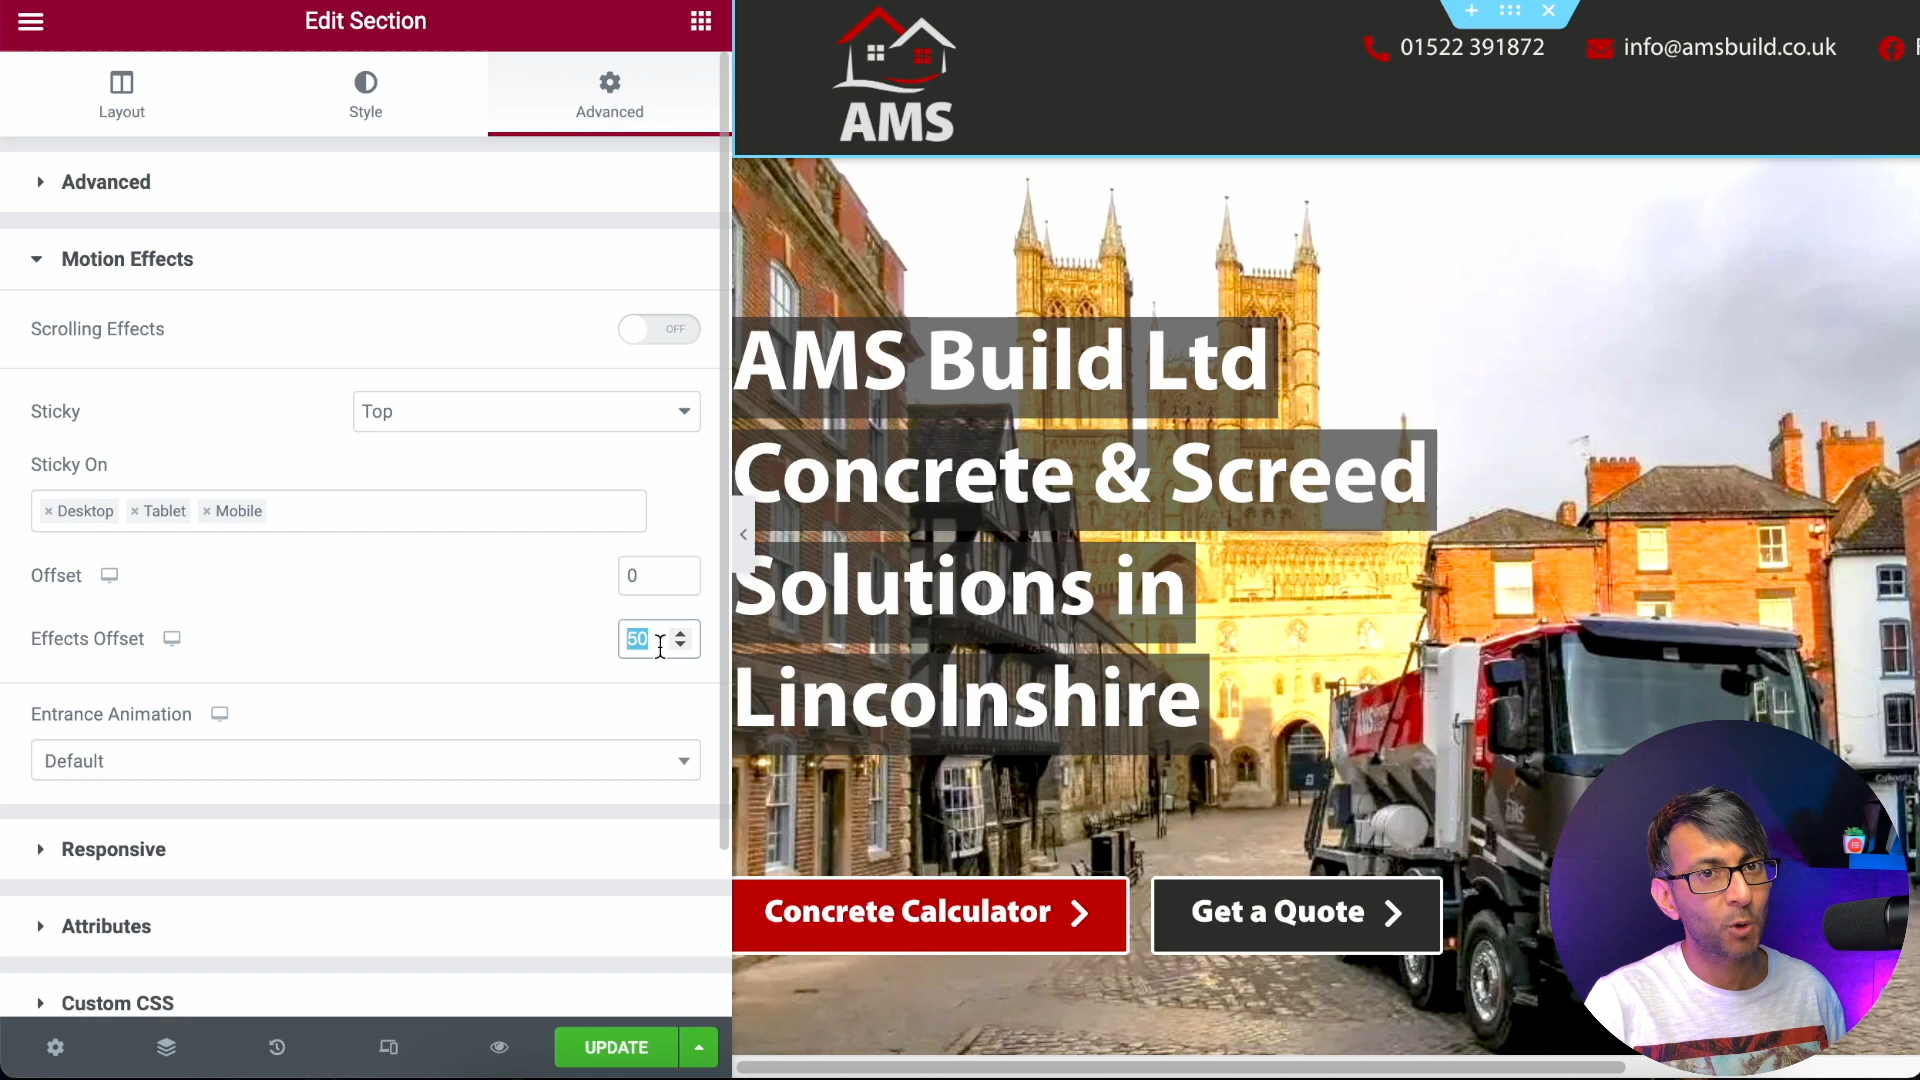 Edit Section
Layout
Style
Advanced
Advanced
Motion Effects
Scrolling Effects
OFF
Sticky
Top
Sticky On
× Desktop × Tablet × Mobile
Offset
0
Effects Offset
50
Entrance Animation
Default
Responsive
Attributes
Custom CSS
UPDATE
AMS
01522 391872
info@amsbuild.co.uk
AMS Build Ltd
Concrete & Screed
Solutions in
Lincolnshire
Concrete Calculator
Get a Quote